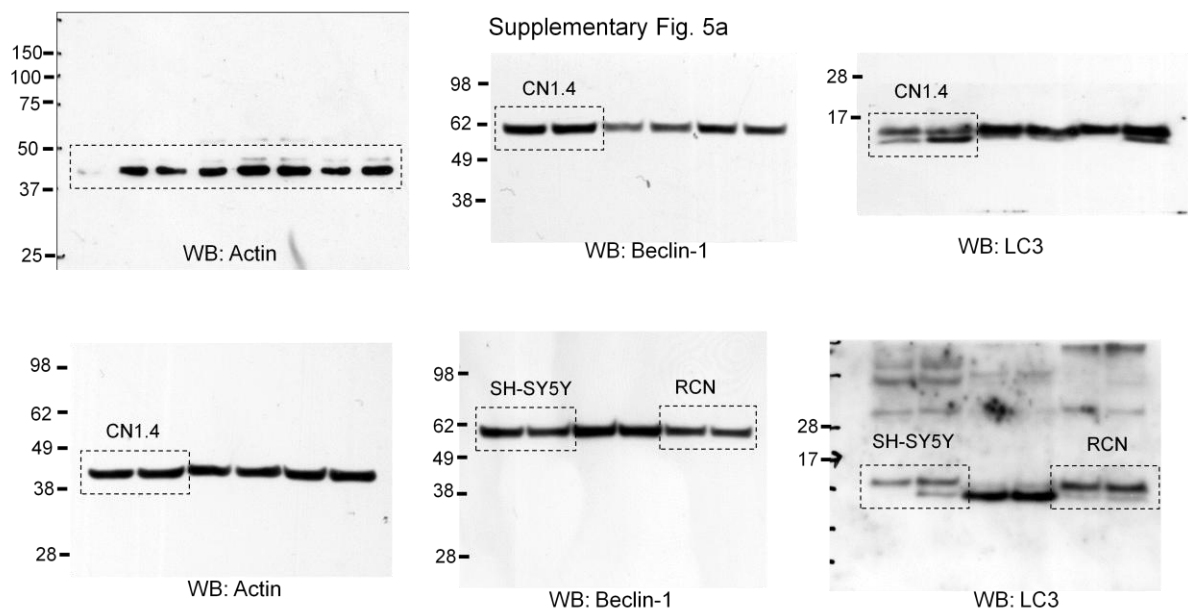 Supplementary Fig. 5a
150
100
75
50
37
25
WB: Actin
98
62
49
38
CN1.4
WB: Beclin-1
28
17
CN1.4
WB: LC3
98
62
49
38
28
CN1.4
WB: Actin
98
62
49
38
28
SH-SY5Y
RCN
WB: Beclin-1
28
17
SH-SY5Y
RCN
WB: LC3